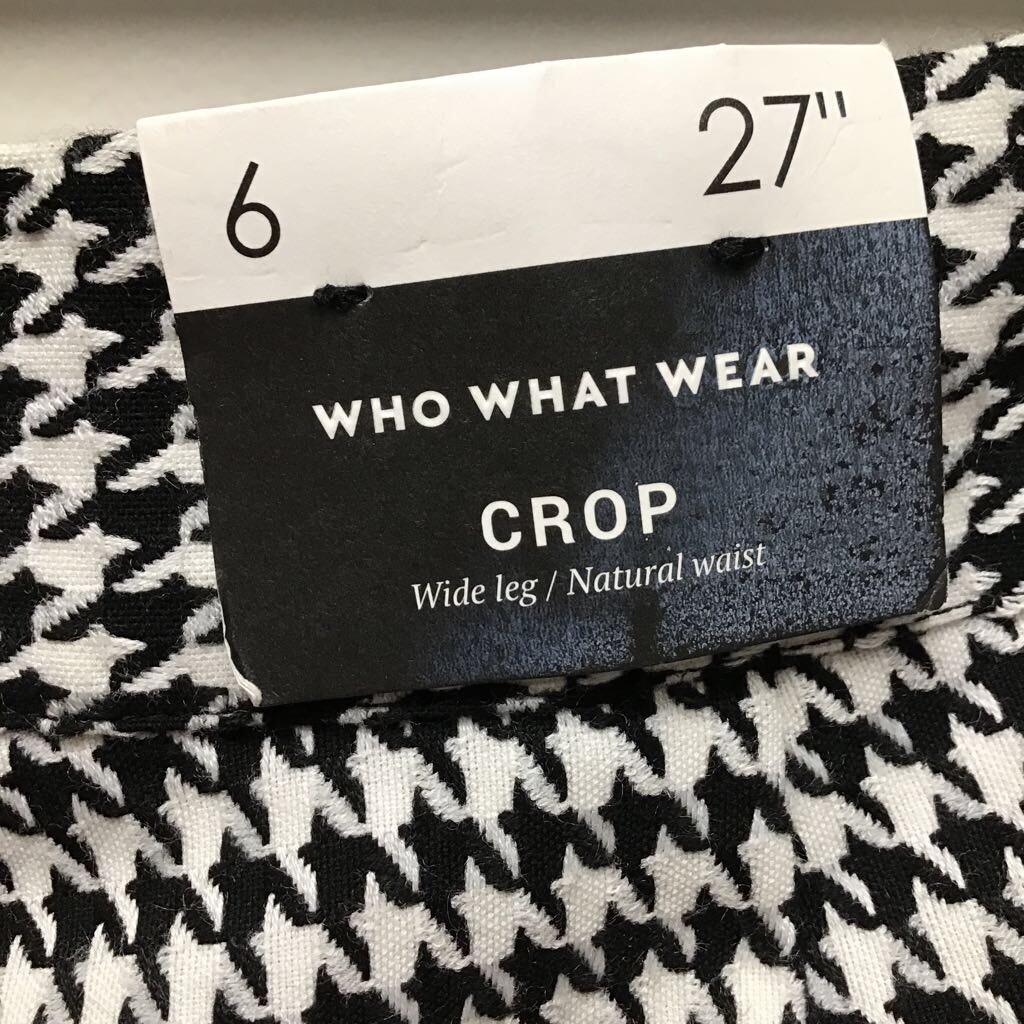 6 27"
WHO WHAT WEAR
CROP
Wide leg / Natural waist